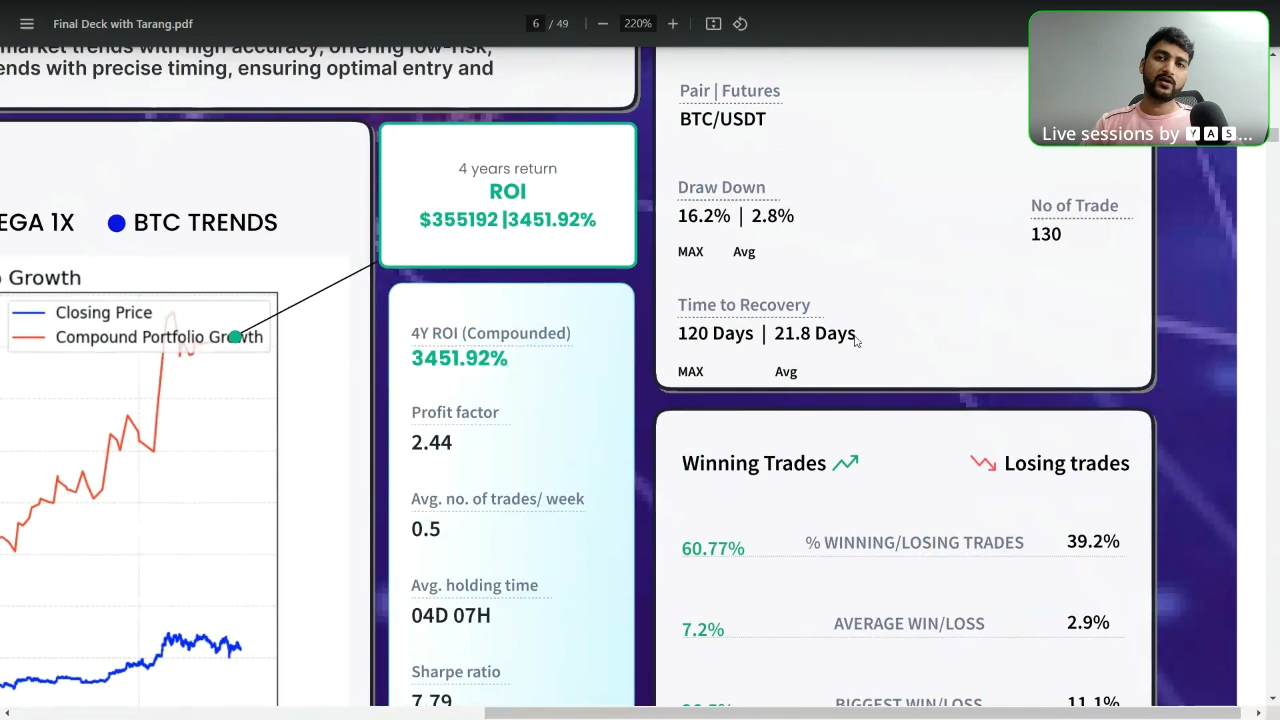 Final Deck with Tarang.pdf
6 / 49
220%
market trends with high accuracy, offering low-risk,
ends with precise timing, ensuring optimal entry and
EGA 1X
BTC TRENDS
Growth
Closing Price
Compound Portfolio Growth
4 years return
ROI
$355192 |3451.92%
4Y ROI (Compounded)
3451.92%
Profit factor
2.44
Avg. no. of trades/ week
0.5
Avg. holding time
04D 07H
Sharpe ratio
7.79
Pair | Futures
BTC/USDT
Draw Down
16.2% | 2.8%
MAX Avg
No of Trade
130
Time to Recovery
120 Days | 21.8 Days
MAX Avg
Winning Trades
Losing trades
60.77% % WINNING/LOSING TRADES 39.2%
7.2% AVERAGE WIN/LOSS 2.9%
BIGGEST WIN/LOSS 11.1%
Live sessions by 🆈🅰🆂...